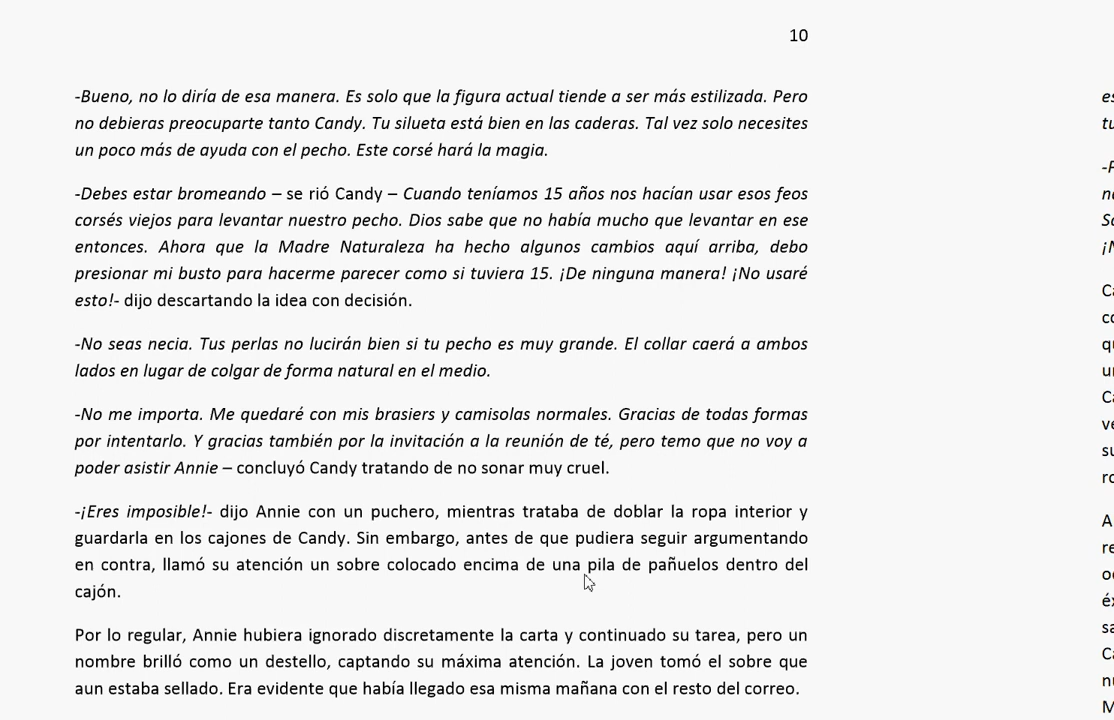 10
-Bueno, no lo diría de esa manera. Es solo que la figura actual tiende a ser más estilizada. Pero
no debieras preocuparte tanto Candy. Tu silueta está bien en las caderas. Tal vez solo necesites
un poco más de ayuda con el pecho. Este corsé hará la magia.
-Debes estar bromeando – se rió Candy – Cuando teníamos 15 años nos hacían usar esos feos
corsés viejos para levantar nuestro pecho. Dios sabe que no había mucho que levantar en ese
entonces. Ahora que la Madre Naturaleza ha hecho algunos cambios aquí arriba, debo
presionar mi busto para hacerme parecer como si tuviera 15. ¡De ninguna manera! ¡No usaré
esto!- dijo descartando la idea con decisión.
-No seas necia. Tus perlas no lucirán bien si tu pecho es muy grande. El collar caerá a ambos
lados en lugar de colgar de forma natural en el medio.
-No me importa. Me quedaré con mis brasiers y camisolas normales. Gracias de todas formas
por intentarlo. Y gracias también por la invitación a la reunión de té, pero temo que no voy a
poder asistir Annie – concluyó Candy tratando de no sonar muy cruel.
-¡Eres imposible!- dijo Annie con un puchero, mientras trataba de doblar la ropa interior y
guardarla en los cajones de Candy. Sin embargo, antes de que pudiera seguir argumentando
en contra, llamó su atención un sobre colocado encima de una pila de pañuelos dentro del
cajón.
Por lo regular, Annie hubiera ignorado discretamente la carta y continuado su tarea, pero un
nombre brilló como un destello, captando su máxima atención. La joven tomó el sobre que
aun estaba sellado. Era evidente que había llegado esa misma mañana con el resto del correo.